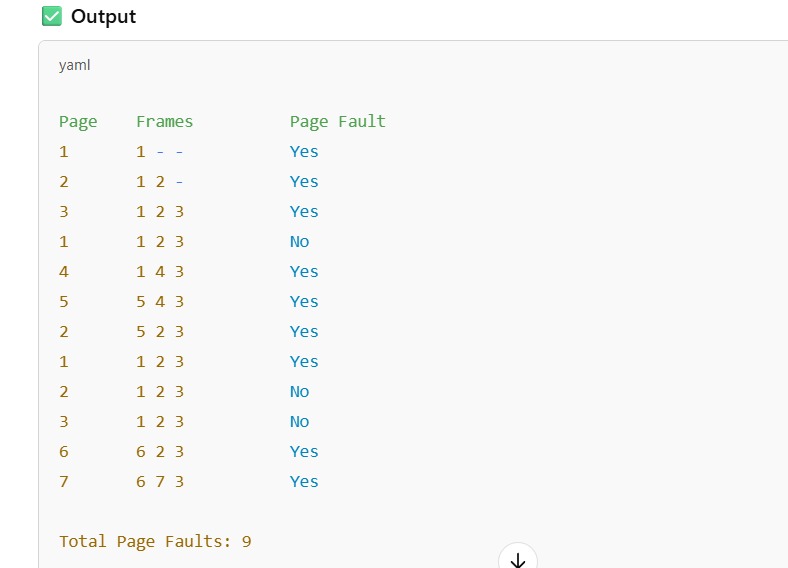 ✅ Output
yaml
Page    Frames          Page Fault
1       1 - -           Yes
2       1 2 -           Yes
3       1 2 3           Yes
1       1 2 3           No
4       1 4 3           Yes
5       5 4 3           Yes
2       5 2 3           Yes
1       1 2 3           Yes
2       1 2 3           No
3       1 2 3           No
6       6 2 3           Yes
7       6 7 3           Yes
Total Page Faults: 9